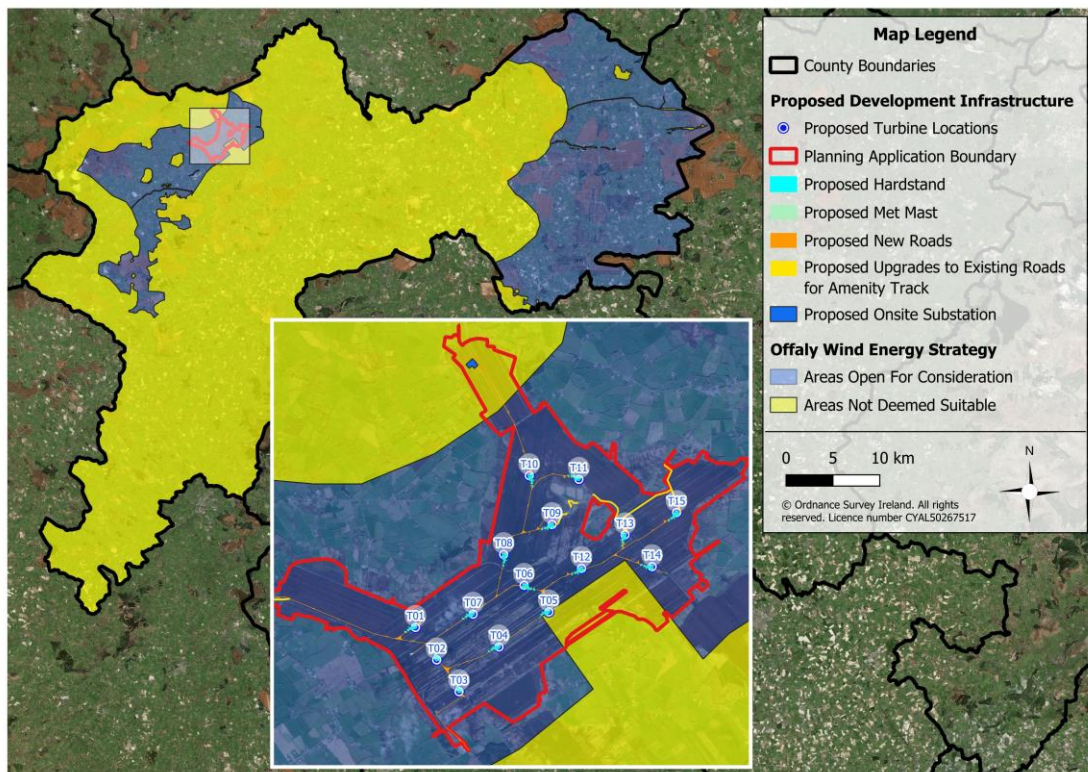 Map Legend
County Boundaries
Proposed Development Infrastructure
Proposed Turbine Locations
Planning Application Boundary
Proposed Hardstand
Proposed Met Mast
Proposed New Roads
Proposed Upgrades to Existing Roads
for Amenity Track
Proposed Onsite Substation
Offaly Wind Energy Strategy
Areas Open For Consideration
Areas Not Deemed Suitable
0 5 10 km
N
© Ordnance Survey Ireland. All rights
reserved. Licence number CYAL50267517
T10
T11
T15
T09
T13
T08
T12
T14
T06
T05
T07
T01
T04
T02
T03